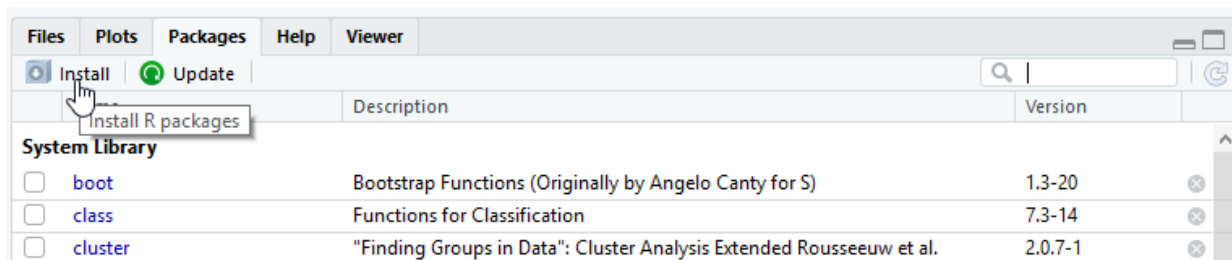 Files Plots Packages Help Viewer
Install Update
Description Version
Install R packages
System Library
boot Bootstrap Functions (Originally by Angelo Canty for S) 1.3-20
class Functions for Classification 7.3-14
cluster "Finding Groups in Data": Cluster Analysis Extended Rousseeuw et al. 2.0.7-1